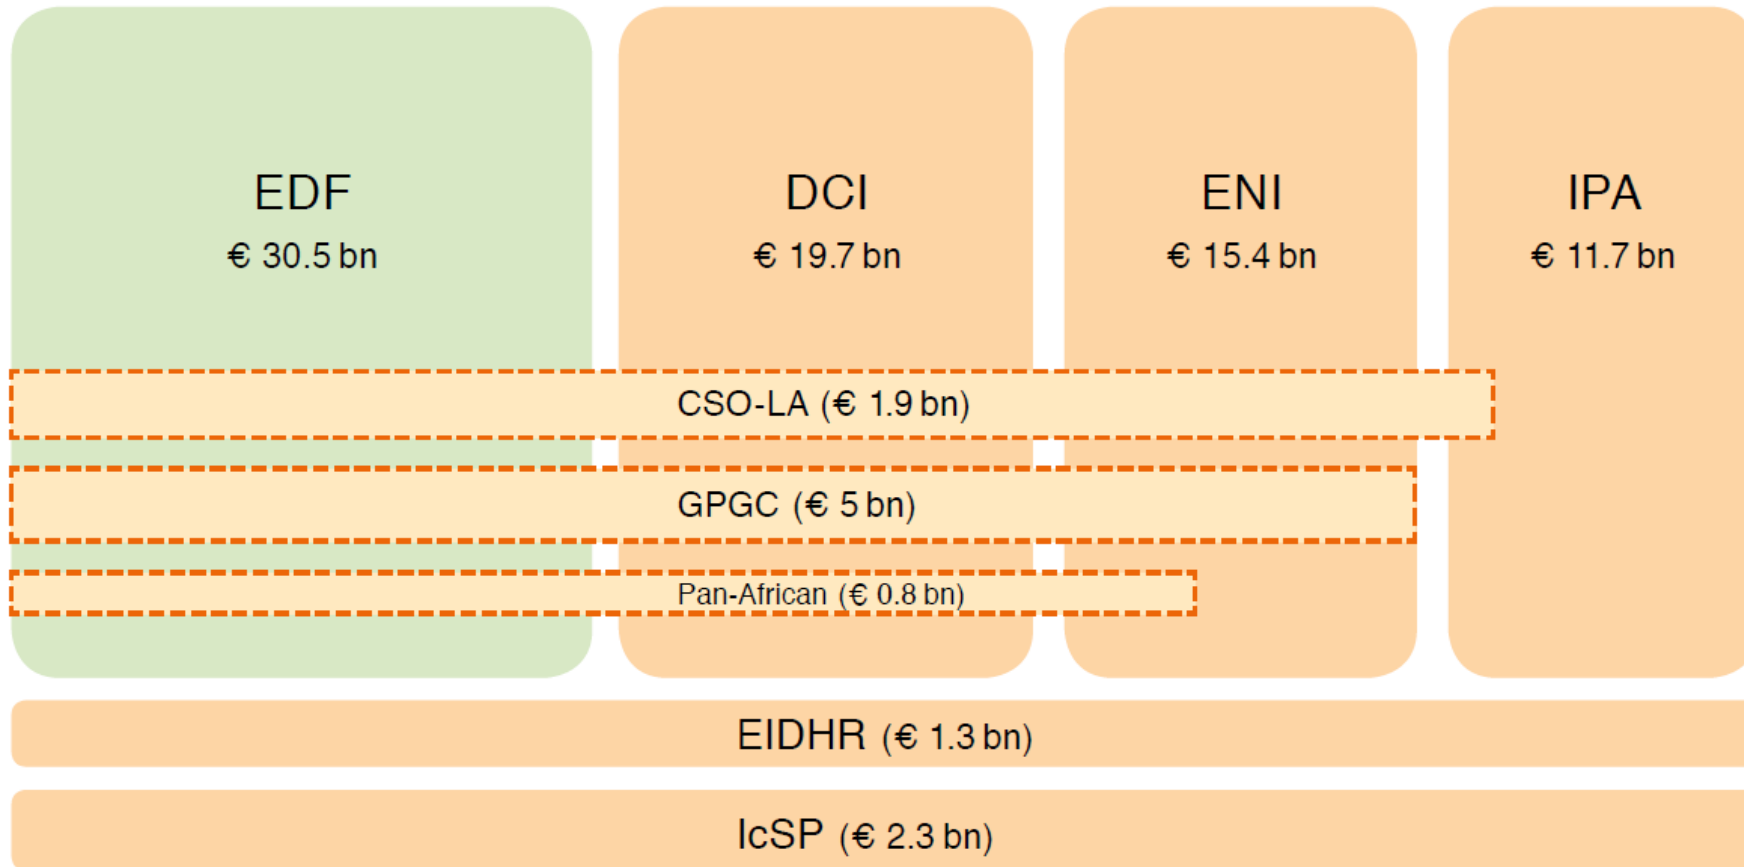 EDF
€ 30.5 bn
DCI
€ 19.7 bn
ENI
€ 15.4 bn
IPA
€ 11.7 bn
CSO-LA (€ 1.9 bn)
GPGC (€ 5 bn)
Pan-African (€ 0.8 bn)
EIDHR (€ 1.3 bn)
IcSP (€ 2.3 bn)